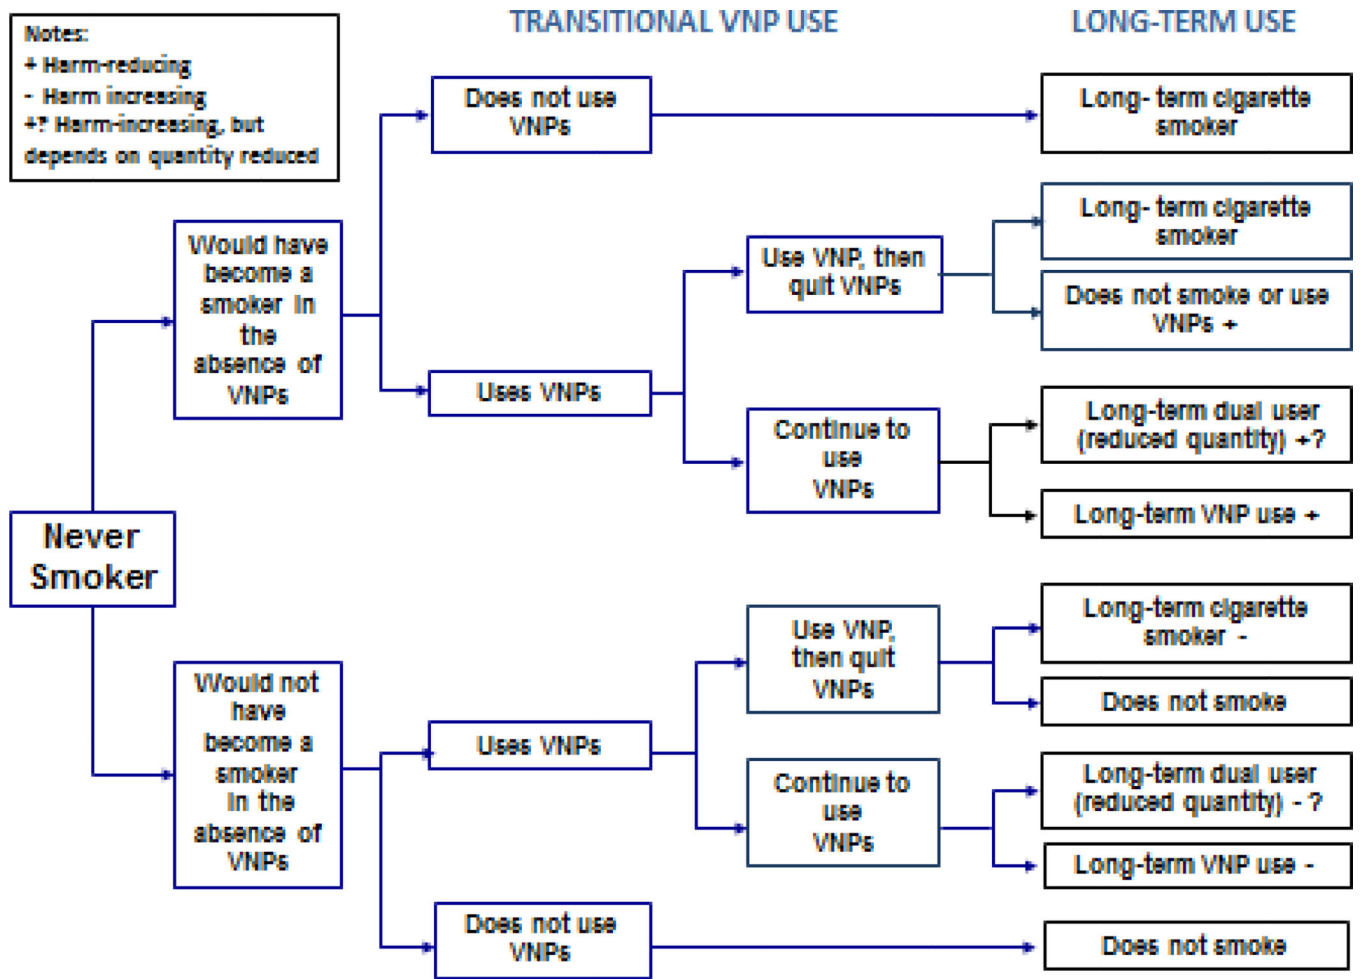 Notes:
+ Harm-reducing
- Harm increasing
+? Harm-increasing, but
depends on quantity reduced
TRANSITIONAL VNP USE
LONG-TERM USE
Does not use
VNPs
Long- term cigarette
smoker
Would have
become a
smoker in
the
absence of
VNPs
Use VNP, then
quit VNPs
Long- term cigarette
smoker
Does not smoke or use
VNPs +
Uses VNPs
Continue to
use
VNPs
Long-term dual user
(reduced quantity) +?
Long-term VNP use +
Never
Smoker
Would not
have
become a
smoker
in the
absence of
VNPs
Uses VNPs
Use VNP,
then quit
VNPs
Long-term cigarette
smoker -
Does not smoke
Continue to
use
VNPs
Long-term dual user
(reduced quantity) - ?
Long-term VNP use -
Does not use
VNPs
Does not smoke